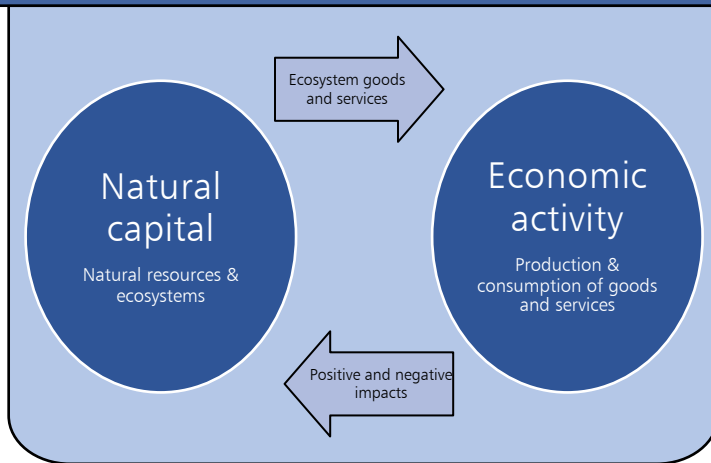 Ecosystem goods
and services
Natural
capital
Natural resources &
ecosystems
Economic
activity
Production &
consumption of goods
and services
Positive and negative
impacts